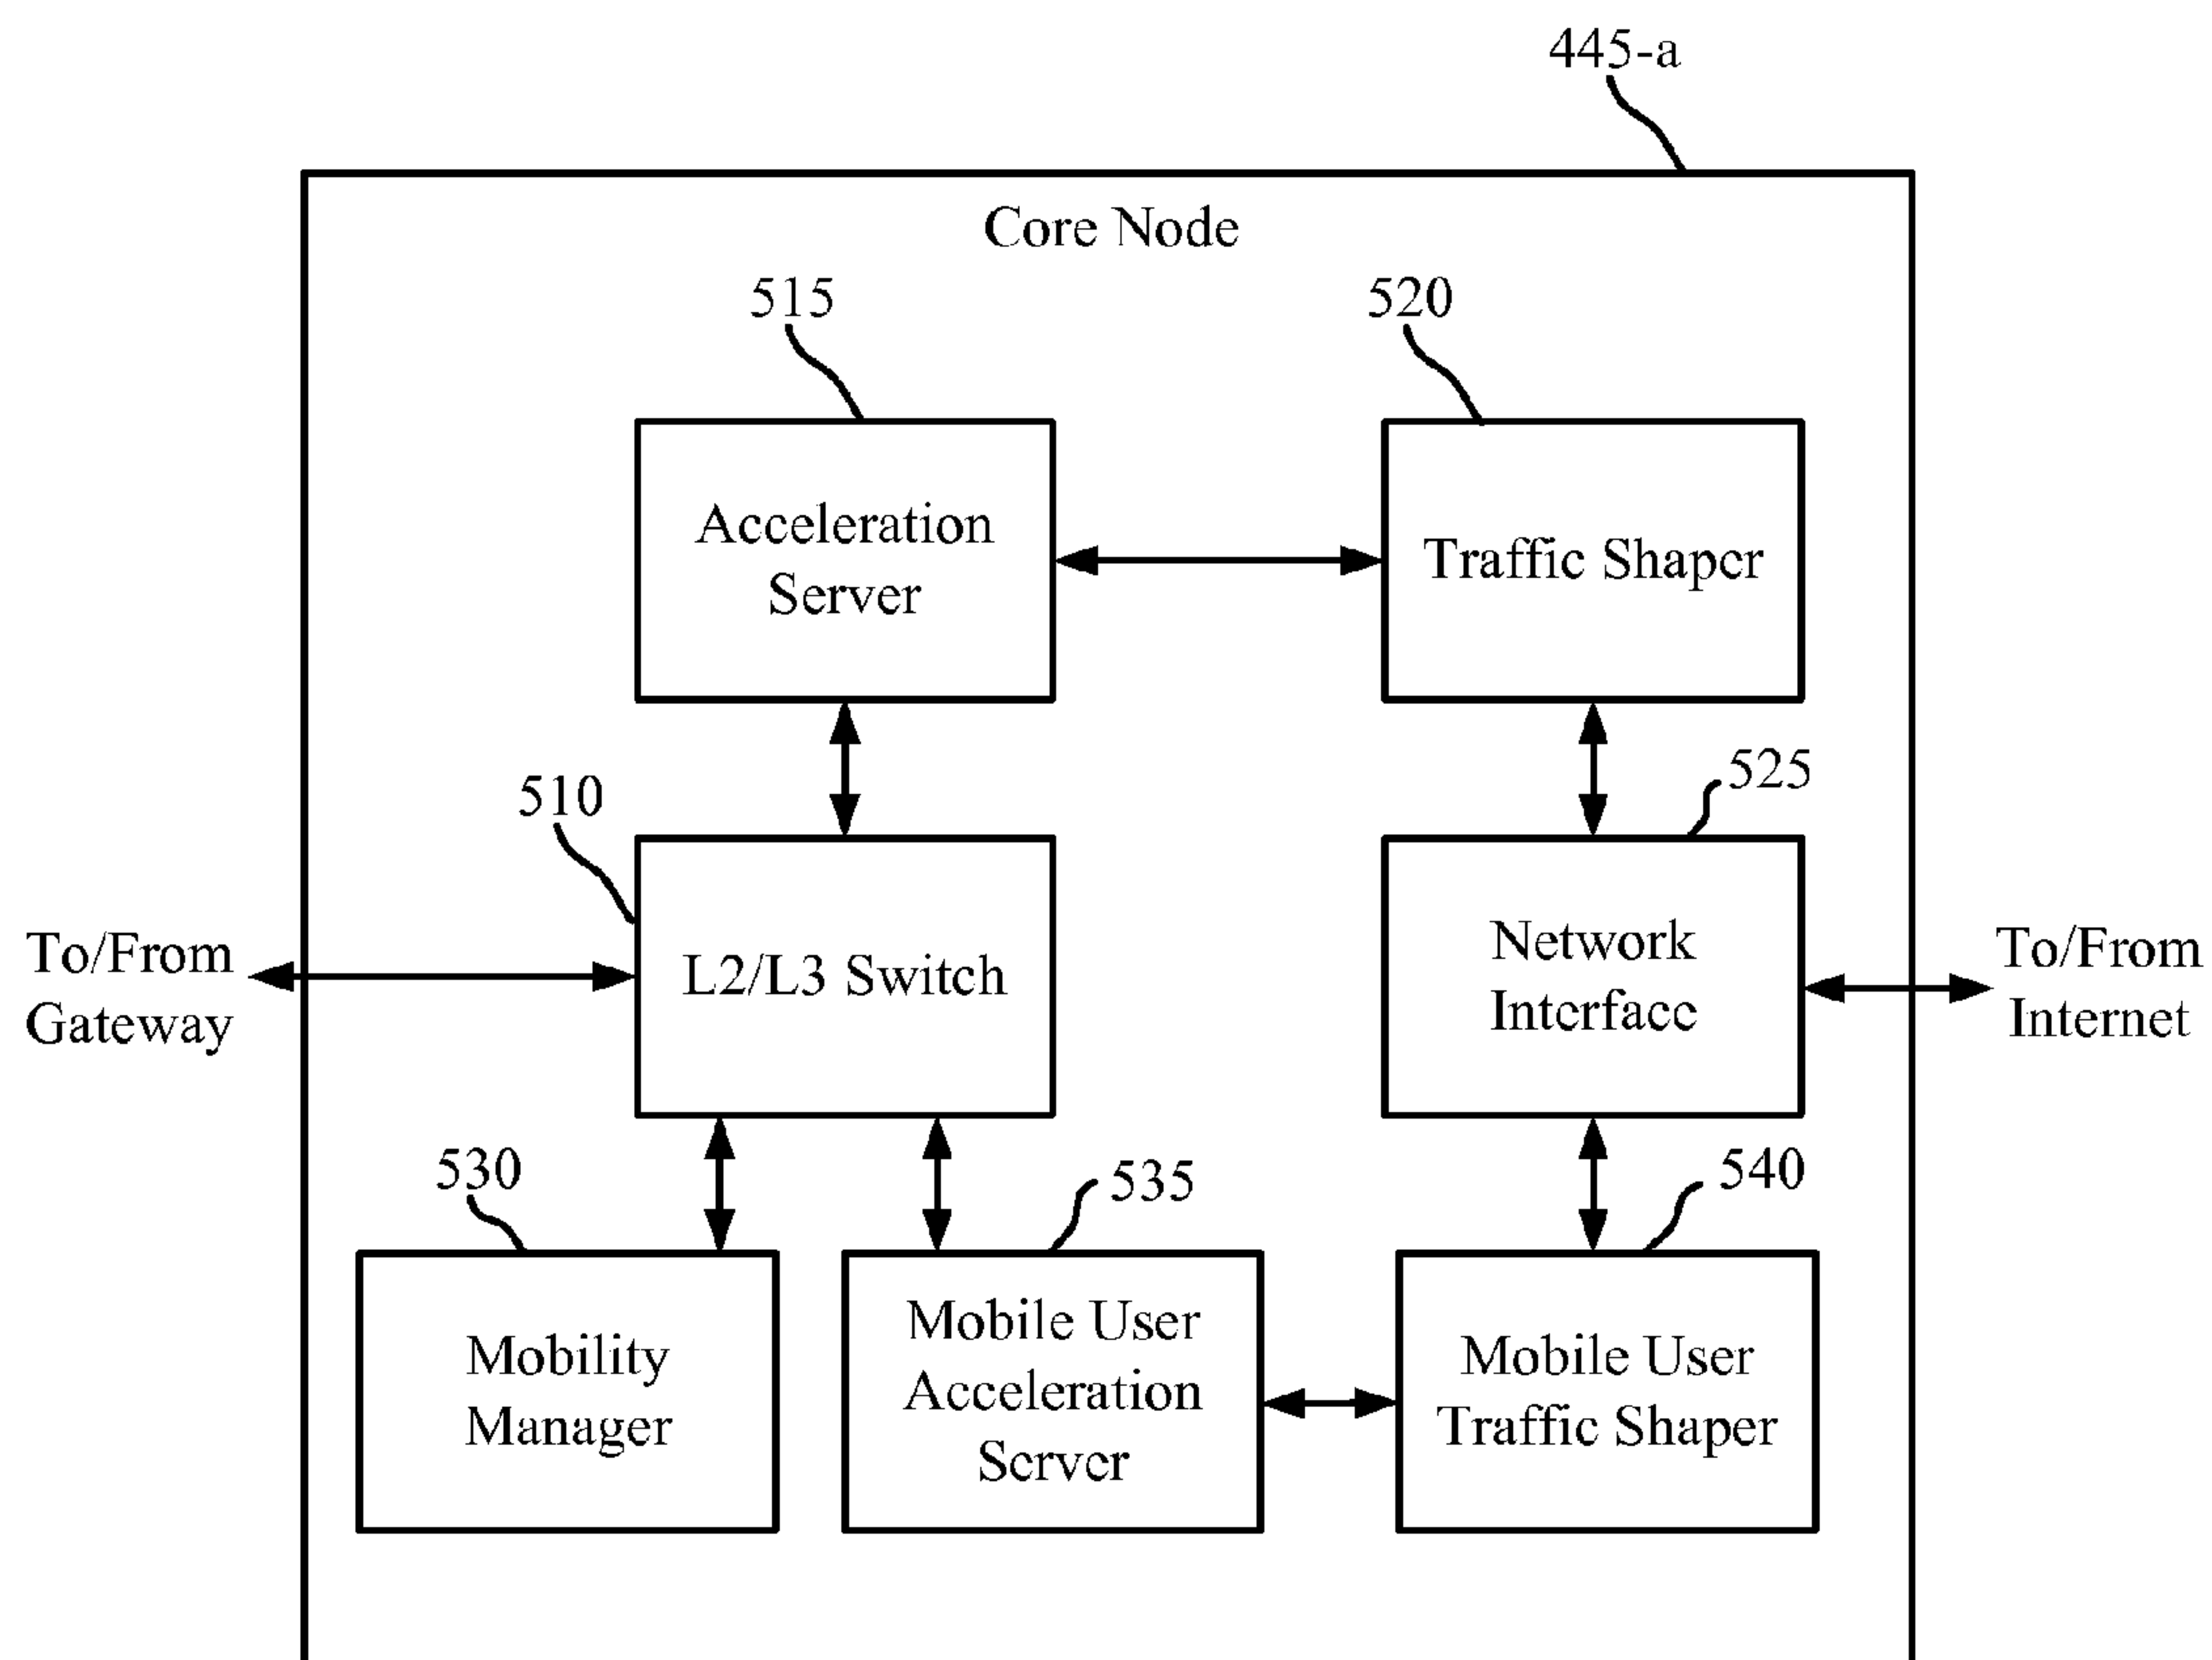 445-a
Core Node
515
520
Acceleration
Server
Traffic Shaper
510
525
To/From
Gateway
L2/L3 Switch
Network
Interface
To/From
Internet
530
535
540
Mobility
Manager
Mobile User
Acceleration
Server
Mobile User
Traffic Shaper